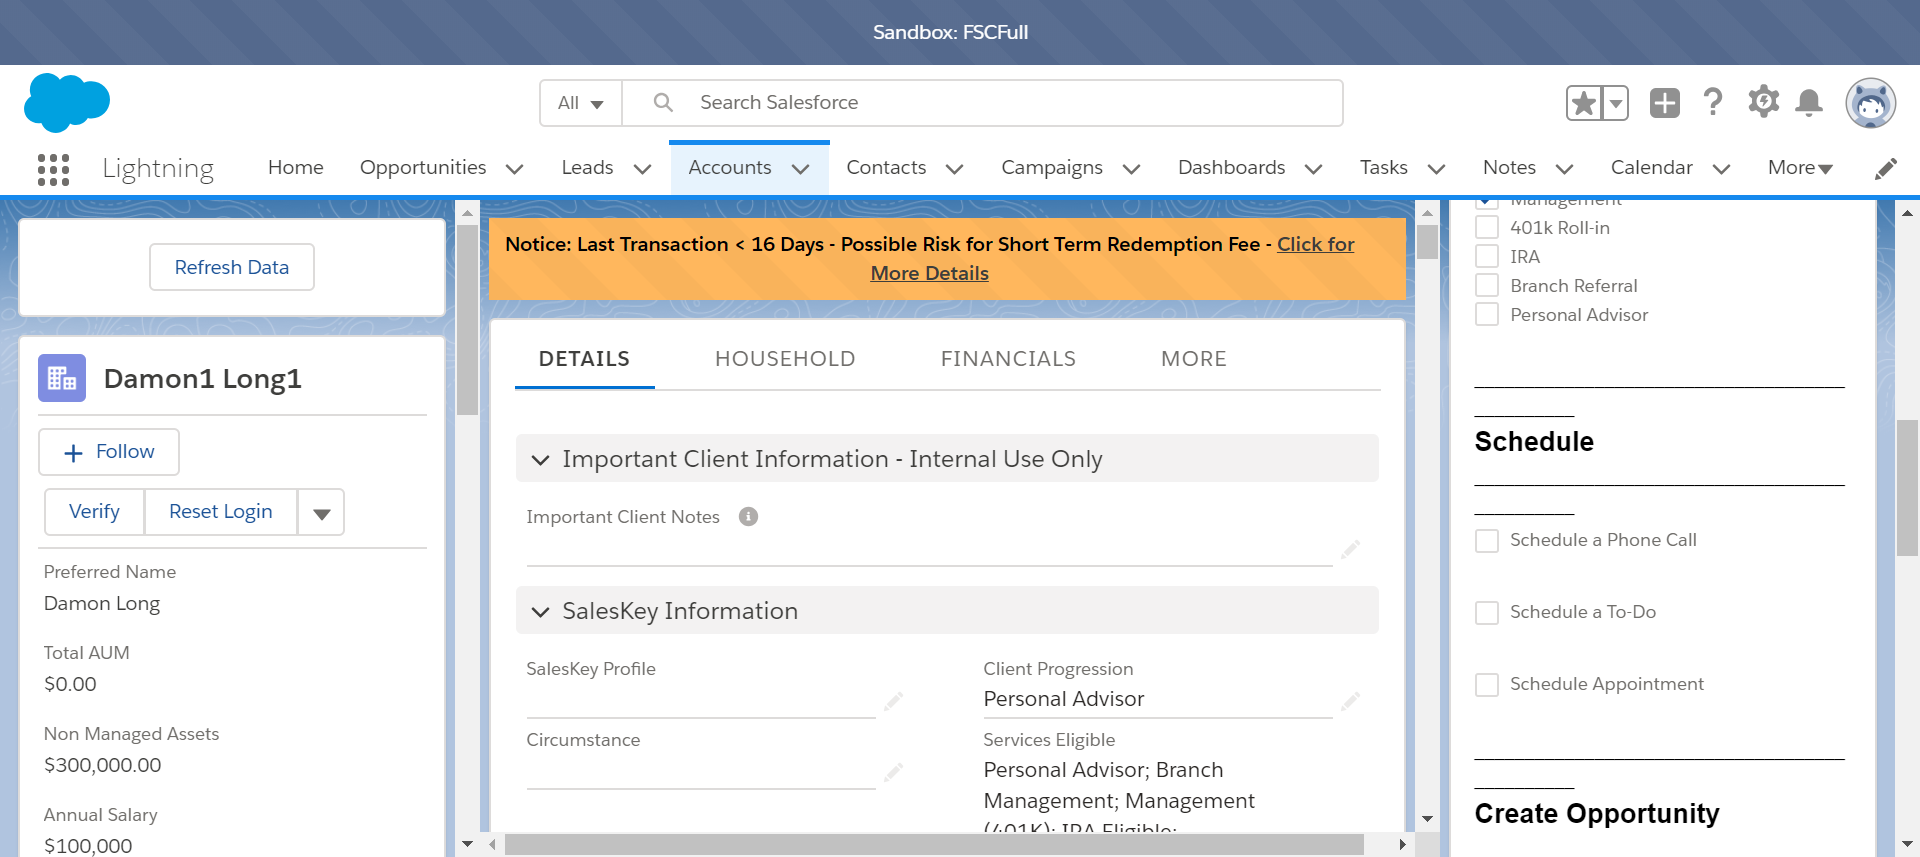 Sandbox: FSCFull
All
Search Salesforce
Lightning
Home
Opportunities
Leads
Accounts
Contacts
Campaigns
Dashboards
Tasks
Notes
Calendar
More
Refresh Data
Damon1 Long1
Follow
Verify
Reset Login
Preferred Name
Damon Long
Total AUM
$0.00
Non Managed Assets
$300,000.00
Annual Salary
$100,000
Notice: Last Transaction < 16 Days - Possible Risk for Short Term Redemption Fee - Click for
More Details
DETAILS
HOUSEHOLD
FINANCIALS
MORE
Important Client Information - Internal Use Only
Important Client Notes
SalesKey Information
SalesKey Profile
Client Progression
Personal Advisor
Circumstance
Services Eligible
Personal Advisor; Branch
Management; Management
(401K); IRA Eligible;
Management
401k Roll-in
IRA
Branch Referral
Personal Advisor
Schedule
Schedule a Phone Call
Schedule a To-Do
Schedule Appointment
Create Opportunity